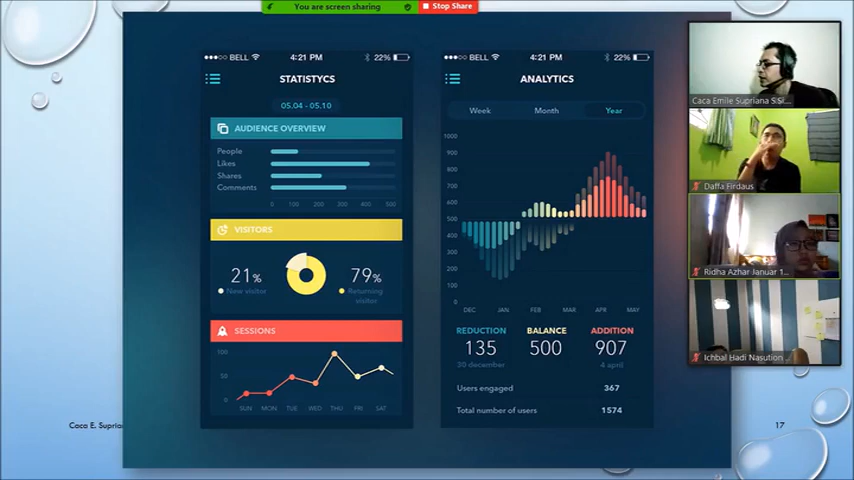 You are screen sharing
Stop Share
BELL
4:21 PM
22%
STATISTYCS
05.04 - 05.10
AUDIENCE OVERVIEW
People
Likes
Shares
Comments
0 100 200 300 400 500
VISITORS
21%
New visitor
79%
Returning
visitor
SESSIONS
100
50
0
SUN MON TUE WED THU FRI SAT
BELL
4:21 PM
22%
ANALYTICS
Week Month Year
1000
900
800
700
600
500
400
300
200
100
0
DEC JAN FEB MAR APR MAY
REDUCTION BALANCE ADDITION
135 500 907
30 december 4 april
Users engaged 367
Total number of users 1574
Caca E. Suprias
17
Caca Emile Supriana S.Si...
Daffa Firdaus
Ridha Azhar Januar 1...
Ichbal Hadi Nasution